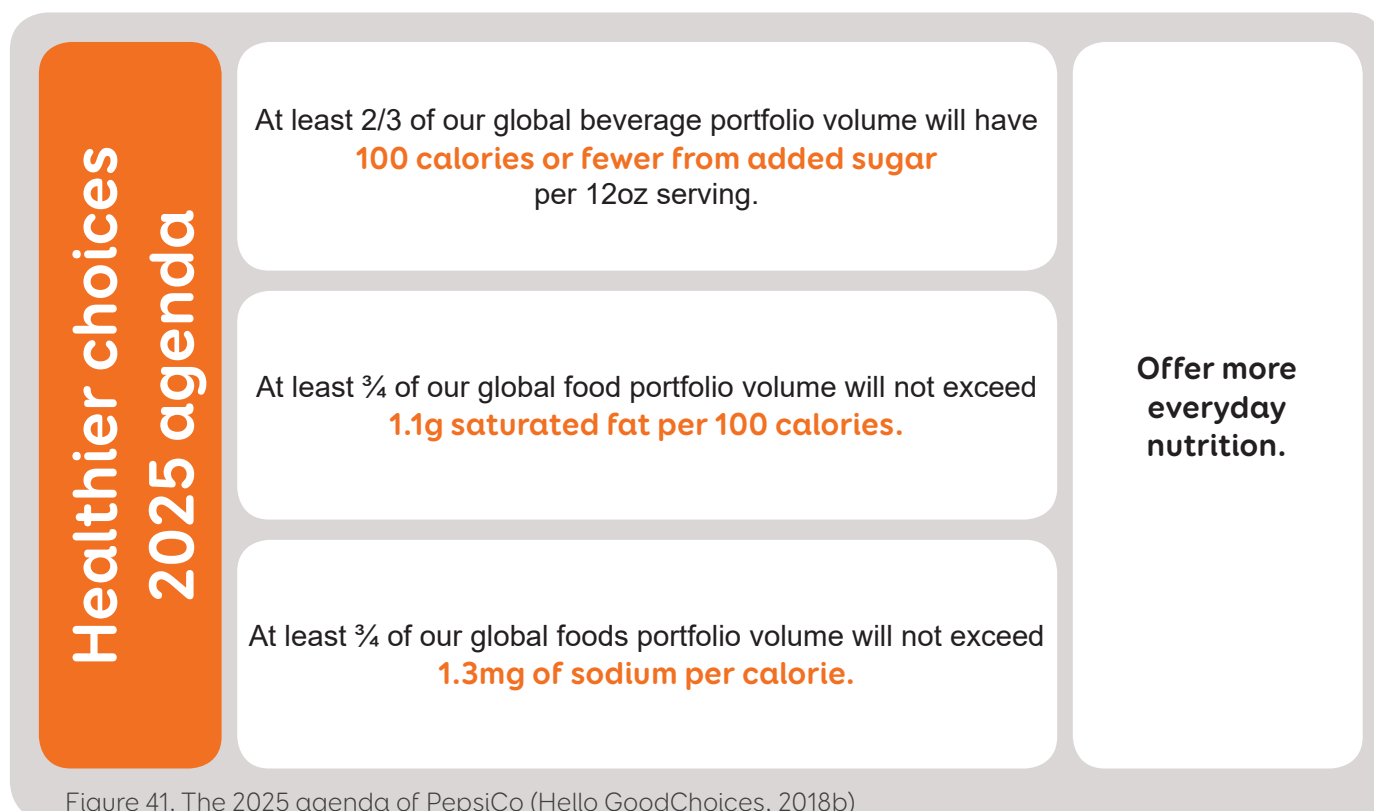 Healthier choices
2025 agenda
At least 2/3 of our global beverage portfolio volume will have
100 calories or fewer from added sugar
per 12oz serving.
At least ¾ of our global food portfolio volume will not exceed
1.1g saturated fat per 100 calories.
At least ¾ of our global foods portfolio volume will not exceed
1.3mg of sodium per calorie.
Offer more
everyday
nutrition.
Figure 41. The 2025 agenda of PepsiCo (Hello GoodChoices, 2018b)